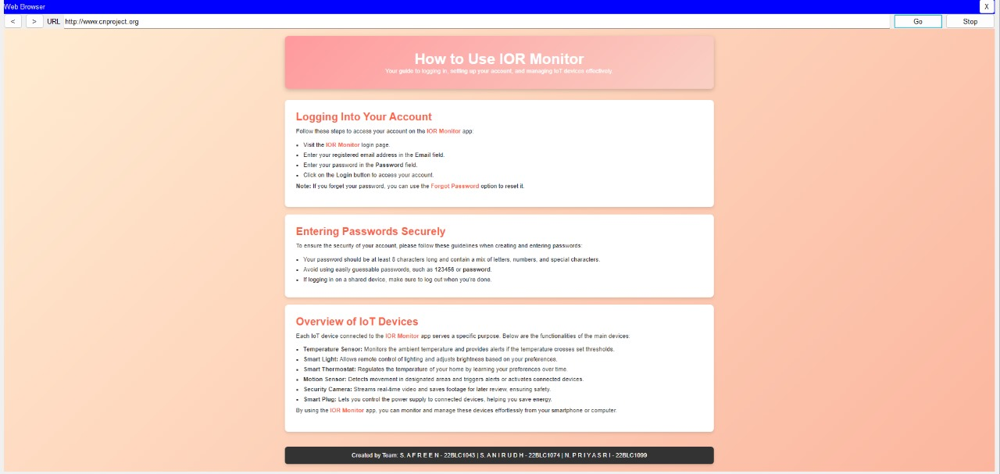 Web Browser X
< > URL http://www.cnproject.org Go Stop
How to Use IOR Monitor
Your guide to logging in, setting up your account, and managing IoT devices effectively.
Logging Into Your Account
Follow these steps to access your account on the IOR Monitor app:
• Visit the IOR Monitor login page.
• Enter your registered email address in the Email field.
• Enter your password in the Password field.
• Click on the Login button to access your account.
Note: If you forget your password, you can use the Forgot Password option to reset it.
Entering Passwords Securely
To ensure the security of your account, please follow these guidelines when creating and entering passwords:
• Your password should be at least 8 characters long and contain a mix of letters, numbers, and special characters.
• Avoid using easily guessable passwords, such as 123456 or password.
• If logging in on a shared device, make sure to log out when you're done.
Overview of IoT Devices
Each IoT device connected to the IOR Monitor app serves a specific purpose. Below are the functionalities of the main devices:
• Temperature Sensor: Monitors the ambient temperature and provides alerts if the temperature crosses set thresholds.
• Smart Light: Allows remote control of lighting and adjusts brightness based on your preferences.
• Smart Thermostat: Regulates the temperature of your home by learning your preferences over time.
• Motion Sensor: Detects movement in designated areas and triggers alerts or activates connected devices.
• Security Camera: Streams real-time video and saves footage for later review, ensuring safety.
• Smart Plug: Lets you control the power supply to connected devices, helping you save energy.
By using the IOR Monitor app, you can monitor and manage these devices effortlessly from your smartphone or computer.
Created by Team: S. A F R E E N - 22BLC1043 | S. A N I R U D H - 22BLC1074 | N. P R I Y A S R I - 22BLC1099